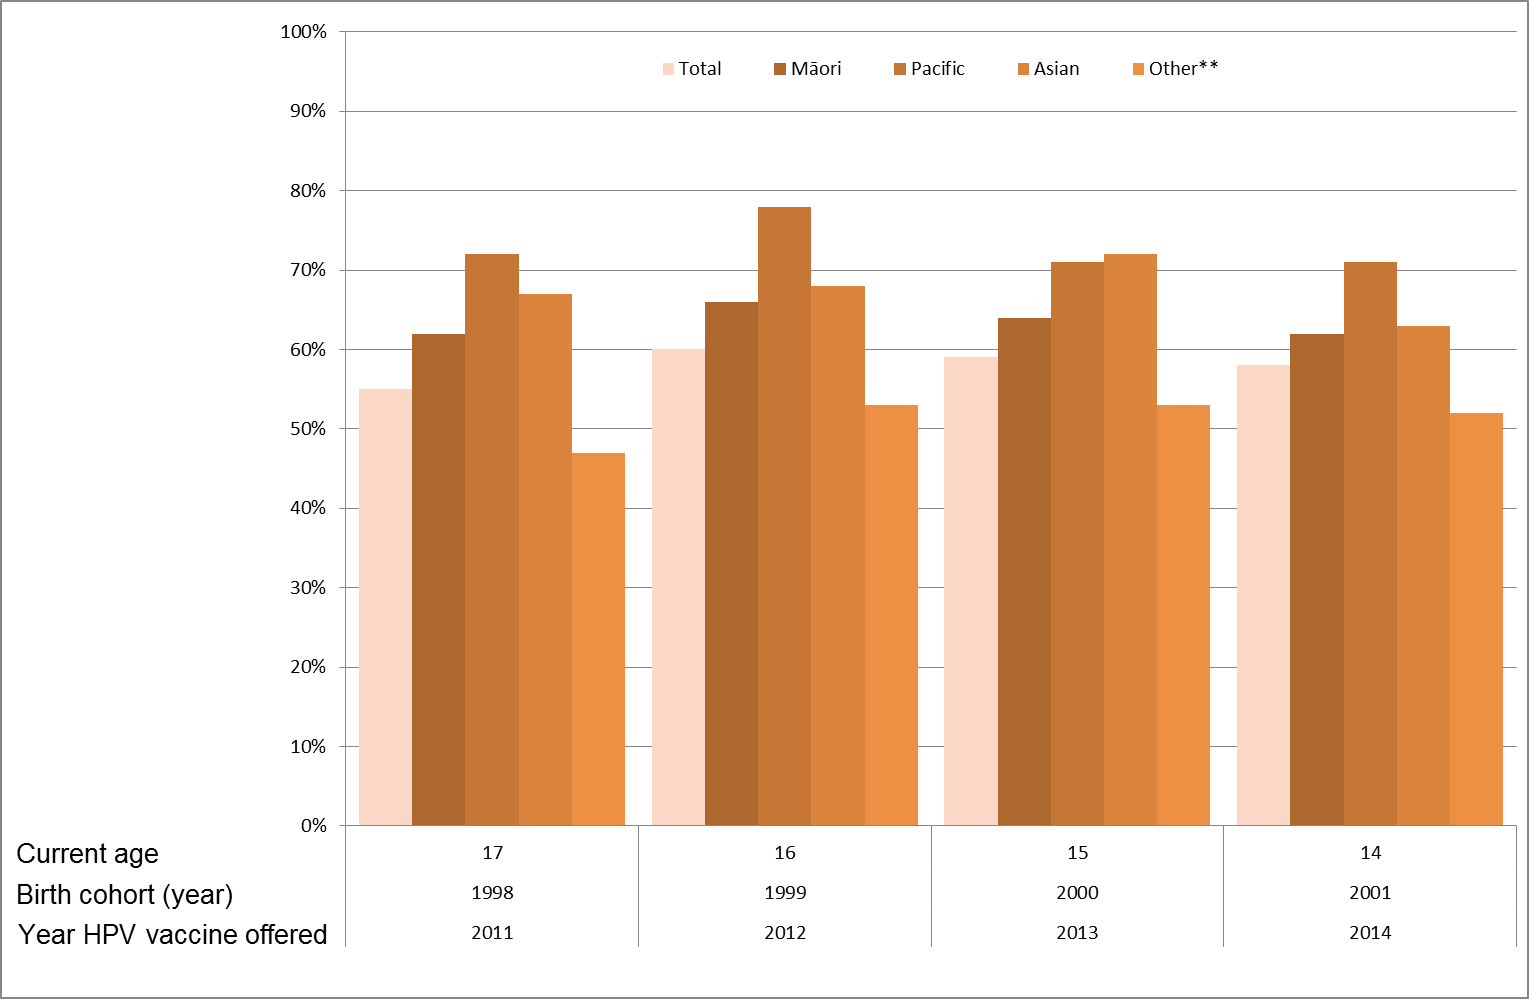 100%
Total Māori Pacific Asian Other**
90%
80%
70%
60%
50%
40%
30%
20%
10%
0%
Current age 17 16 15 14
Birth cohort (year) 1998 1999 2000 2001
Year HPV vaccine offered 2011 2012 2013 2014